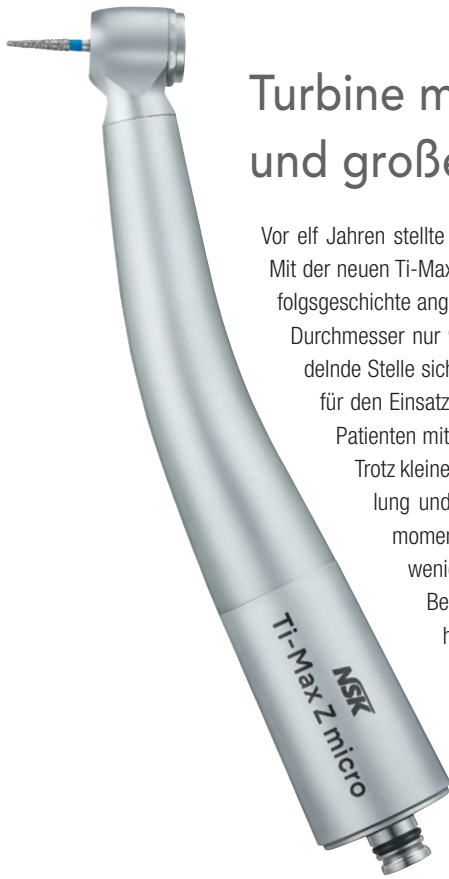 Turbine m
und große
Vor elf Jahren stellte
Mit der neuen Ti-Max
folgsgeschichte ang
Durchmesser nur
delnde Stelle sich
für den Einsatz
Patienten mit
Trotz kleine
lung und
momen
wenig
Be
h
NSK
Ti-Max Z micro